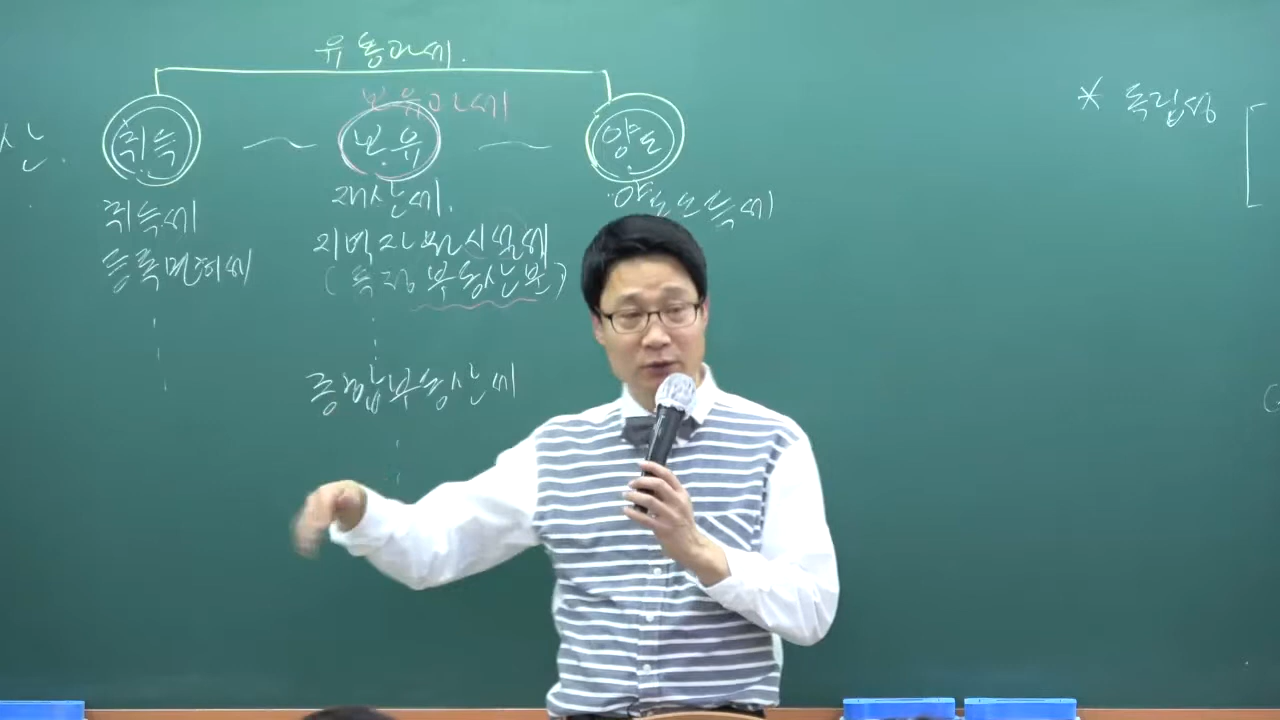 유통과세.
보유과세
취득 ~ 보유 ~ 양도
* 독립성
산.
취득세
등록면허세
재산세.
지역자원시설세
(특정부동산분)
종합부동산세
양도소득세